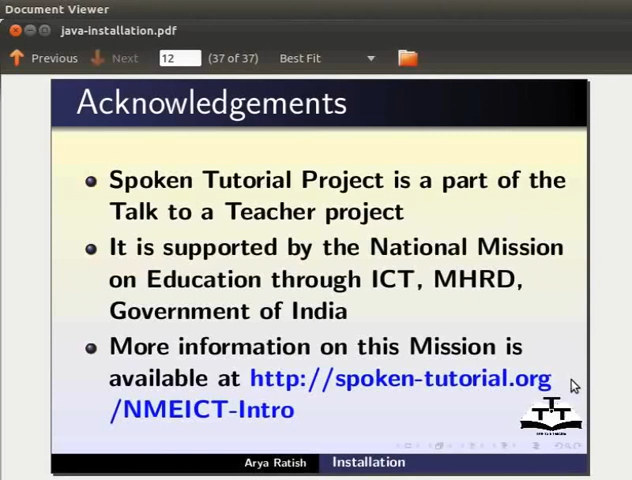 Document Viewer
java-installation.pdf
Previous Next 12 (37 of 37) Best Fit
Acknowledgements
Spoken Tutorial Project is a part of the
Talk to a Teacher project
It is supported by the National Mission
on Education through ICT, MHRD,
Government of India
More information on this Mission is
available at http://spoken-tutorial.org
/NMEICT-Intro
Arya Ratish Installation